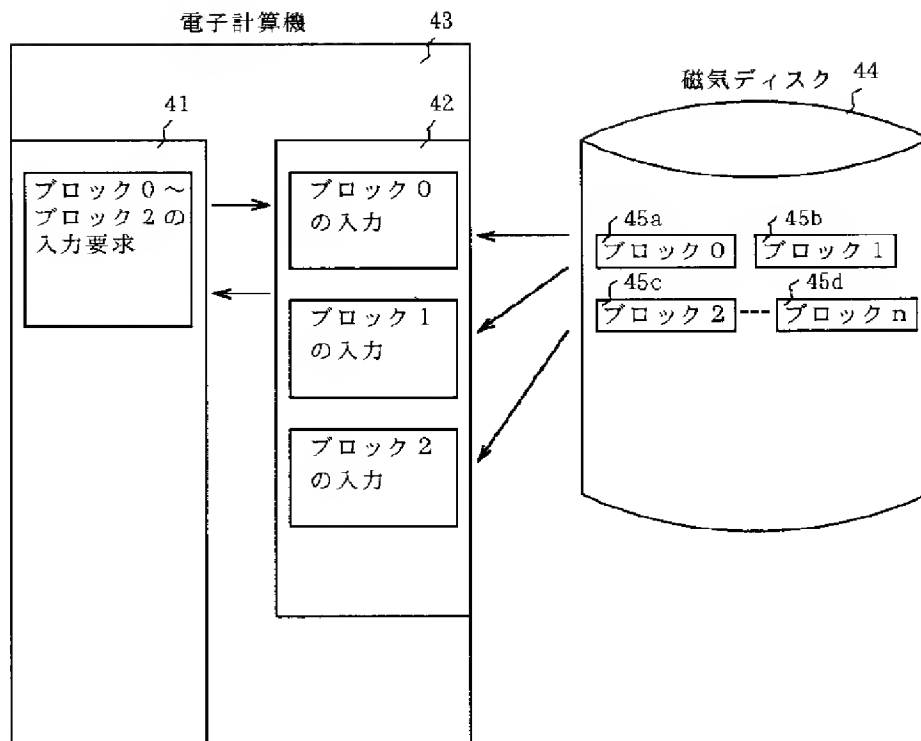 電子計算機
43
磁気ディスク
44
41
42
ブロック0〜
ブロック2の
入力要求
ブロック0
の入力
ブロック1
の入力
ブロック2
の入力
45a
45b
ブロック0
ブロック1
45c
45d
ブロック2
ブロックn